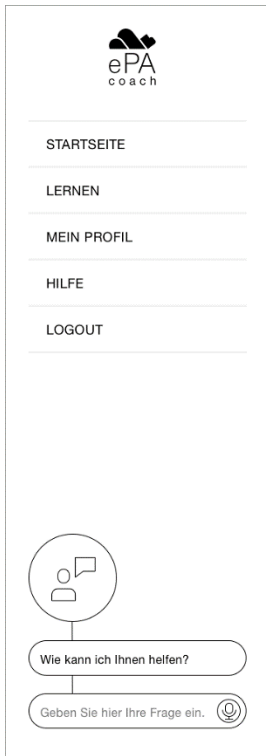 ePA
coach
STARTSEITE
LERNEN
MEIN PROFIL
HILFE
LOGOUT
Wie kann ich Ihnen helfen?
Geben Sie hier Ihre Frage ein.